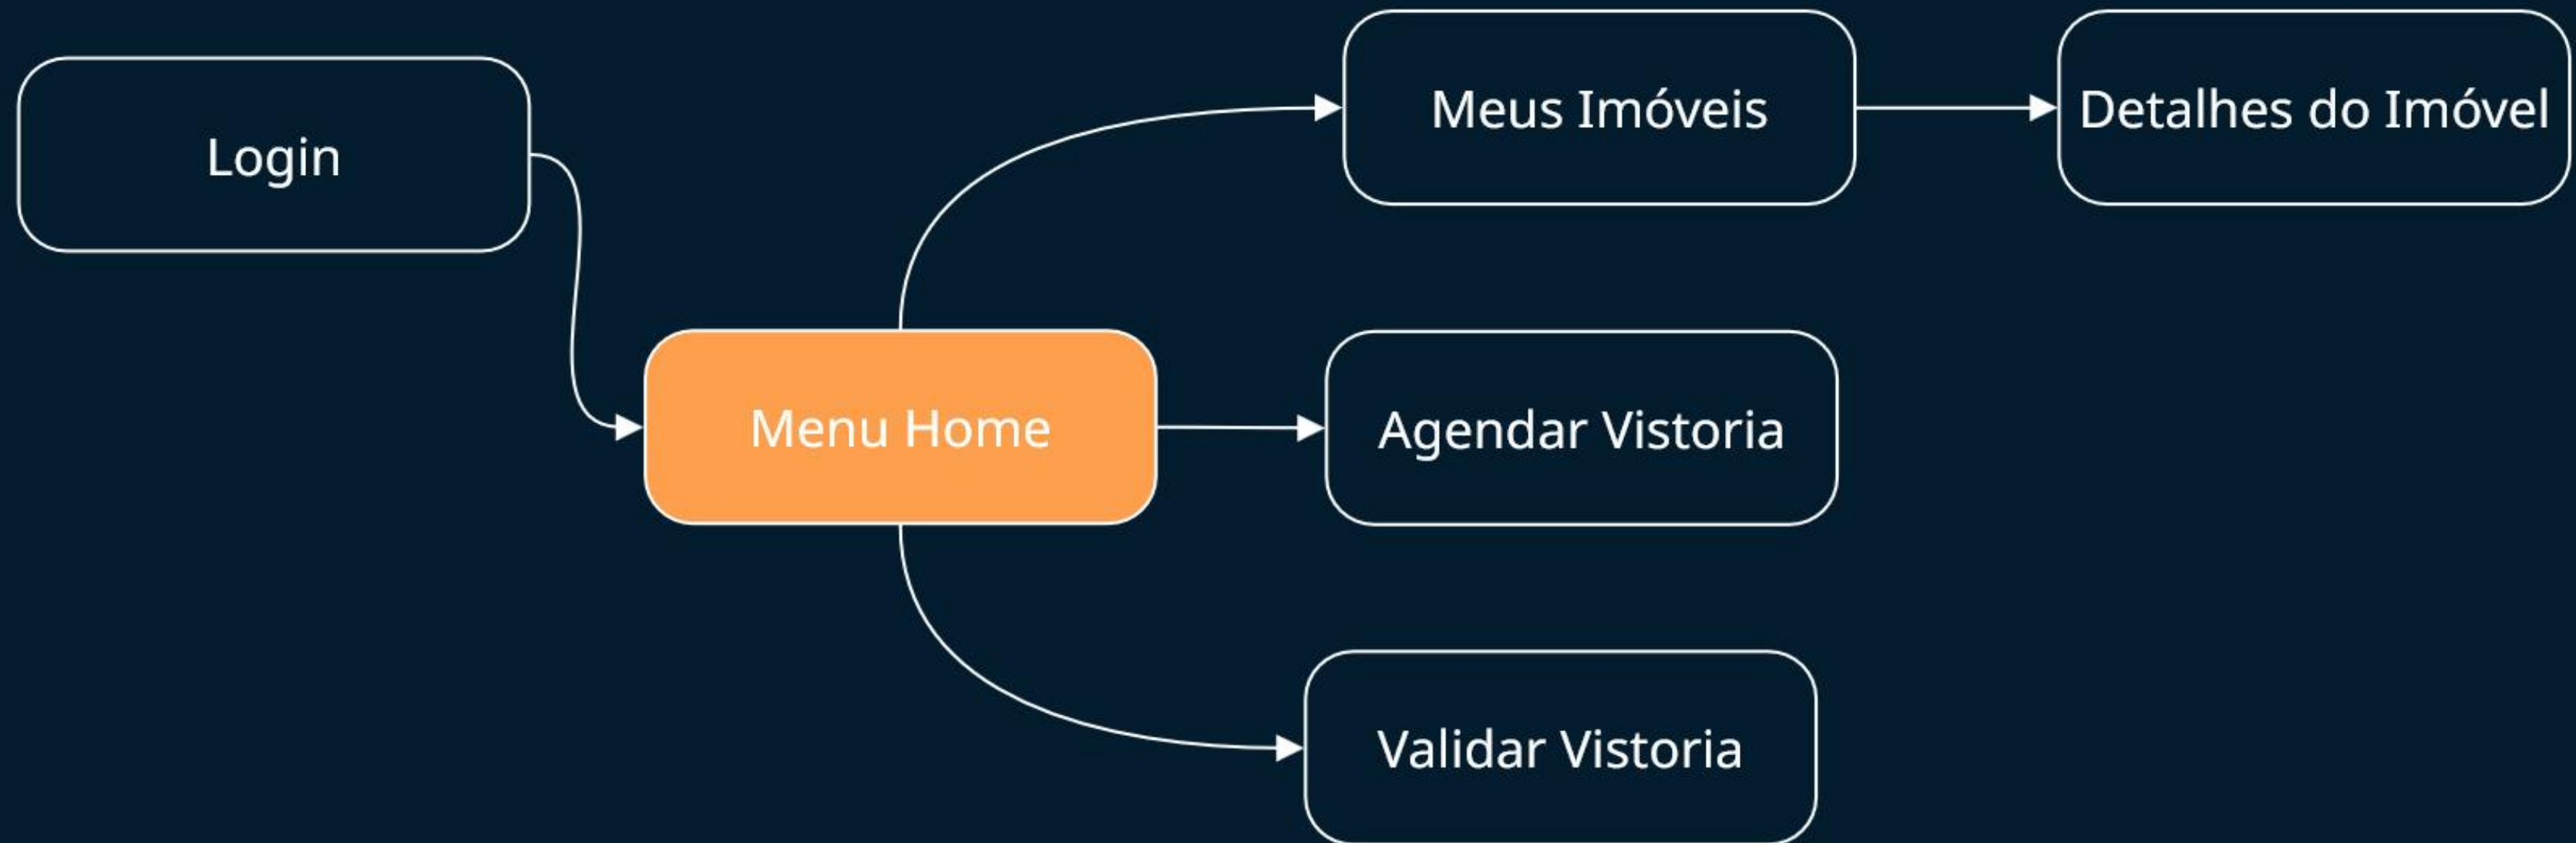 Login
Menu Home
Meus Imóveis
Detalhes do Imóvel
Agendar Vistoria
Validar Vistoria